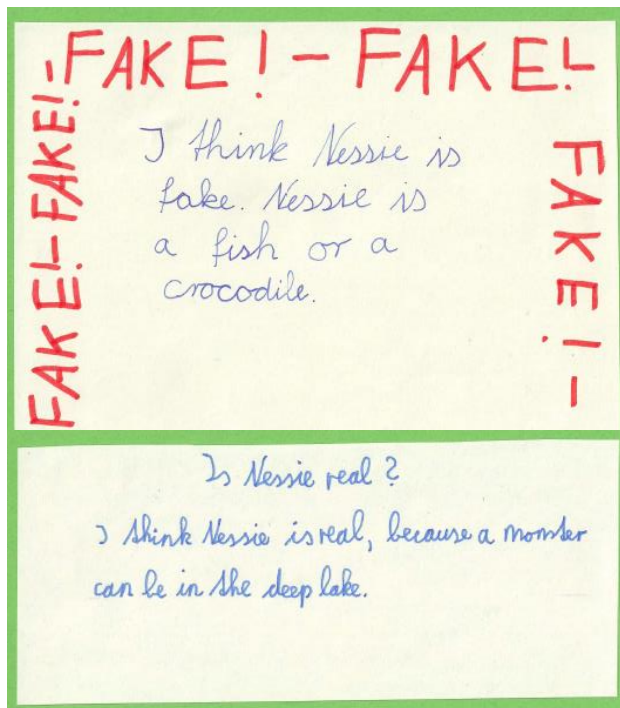 FAKE! - FAKE!-
FAKE! -
FAKE!-FAKE!-
I think Nessie is
fake. Nessie is
a fish or a
crocodile.
Is Nessie real?
I think Nessie is real, because a monster
can be in the deep lake.